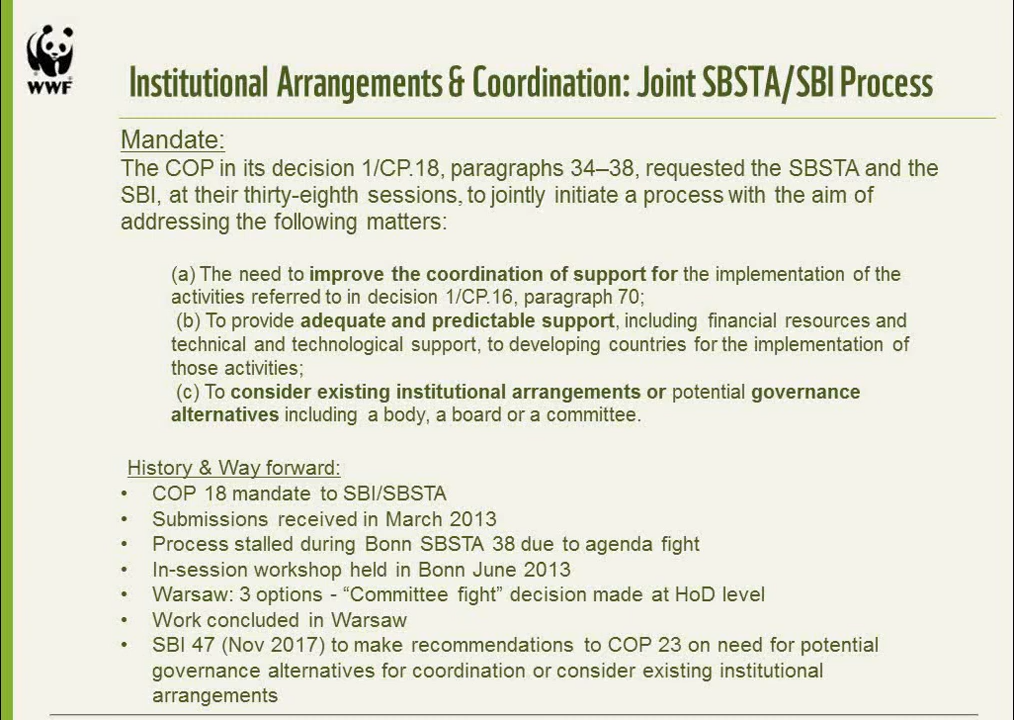 WWF
Institutional Arrangements & Coordination: Joint SBSTA/SBI Process
Mandate:
The COP in its decision 1/CP.18, paragraphs 34–38, requested the SBSTA and the
SBI, at their thirty-eighth sessions, to jointly initiate a process with the aim of
addressing the following matters:
(a) The need to improve the coordination of support for the implementation of the
activities referred to in decision 1/CP.16, paragraph 70;
(b) To provide adequate and predictable support, including financial resources and
technical and technological support, to developing countries for the implementation of
those activities;
(c) To consider existing institutional arrangements or potential governance
alternatives including a body, a board or a committee.
History & Way forward:
• COP 18 mandate to SBI/SBSTA
• Submissions received in March 2013
• Process stalled during Bonn SBSTA 38 due to agenda fight
• In-session workshop held in Bonn June 2013
• Warsaw: 3 options - “Committee fight” decision made at HoD level
• Work concluded in Warsaw
• SBI 47 (Nov 2017) to make recommendations to COP 23 on need for potential
governance alternatives for coordination or consider existing institutional
arrangements